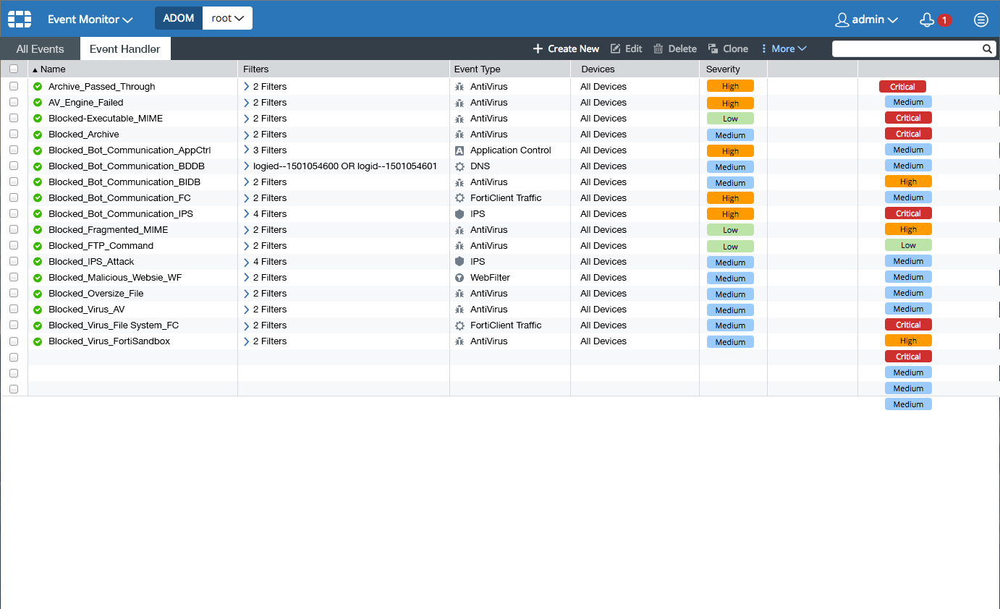 Event Monitor ADOM root admin 1
All Events Event Handler Create New Edit Delete Clone More
Name Filters Event Type Devices Severity
Archive_Passed_Through 2 Filters AntiVirus All Devices High Critical
AV_Engine_Failed 2 Filters AntiVirus All Devices High Medium
Blocked-Executable_MIME 2 Filters AntiVirus All Devices Low Critical
Blocked_Archive 2 Filters AntiVirus All Devices Medium Critical
Blocked_Bot_Communication_AppCtrl 3 Filters A Application Control All Devices High Medium
Blocked_Bot_Communication_BDDB logied--1501054600 OR logid--1501054601 DNS All Devices Medium Medium
Blocked_Bot_Communication_BIDB 2 Filters AntiVirus All Devices Medium High
Blocked_Bot_Communication_FC 2 Filters FortiClient Traffic All Devices High Medium
Blocked_Bot_Communication_IPS 4 Filters IPS All Devices High Critical
Blocked_Fragmented_MIME 2 Filters AntiVirus All Devices Low High
Blocked_FTP_Command 2 Filters AntiVirus All Devices Low Low
Blocked_IPS_Attack 4 Filters IPS All Devices Medium Medium
Blocked_Malicious_Websie_WF 2 Filters WebFilter All Devices Medium Medium
Blocked_Oversize_File 2 Filters AntiVirus All Devices Medium Medium
Blocked_Virus_AV 2 Filters AntiVirus All Devices Medium Medium
Blocked_Virus_File System_FC 2 Filters FortiClient Traffic All Devices Medium Critical
Blocked_Virus_FortiSandbox 2 Filters AntiVirus All Devices Medium High
Critical
Medium
Medium
Medium